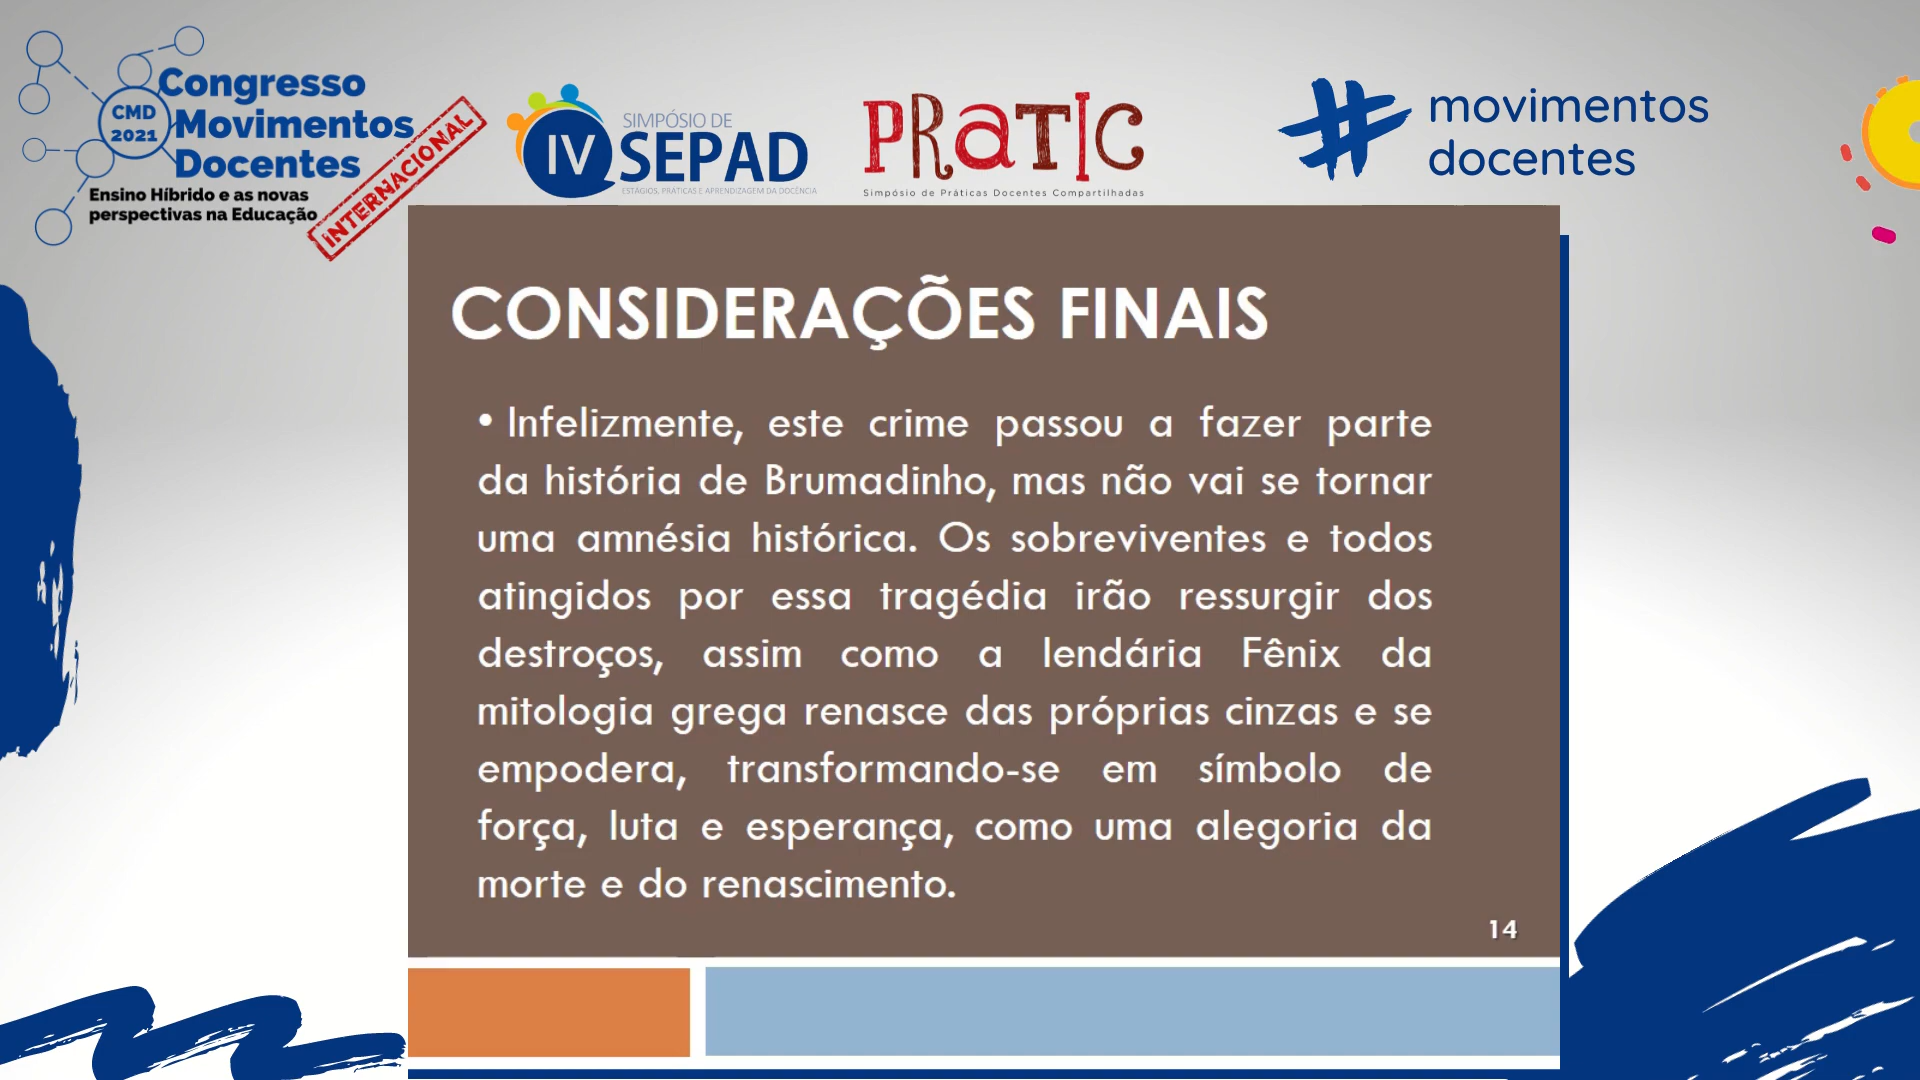 CMD
2021
Congresso
Movimentos
Docentes
Ensino Híbrido e as novas
perspectivas na Educação
INTERNACIONAL
IV
SIMPÓSIO DE
SEPAD
ESTÁGIOS, PRÁTICAS E APRENDIZAGEM DA DOCÊNCIA
PRATIC
Simpósio de Práticas Docentes Compartilhadas
# movimentos
docentes
CONSIDERAÇÕES FINAIS
• Infelizmente, este crime passou a fazer parte
da história de Brumadinho, mas não vai se tornar
uma amnésia histórica. Os sobreviventes e todos
atingidos por essa tragédia irão ressurgir dos
destroços, assim como a lendária Fênix da
mitologia grega renasce das próprias cinzas e se
empodera, transformando-se em símbolo de
força, luta e esperança, como uma alegoria da
morte e do renascimento.
14